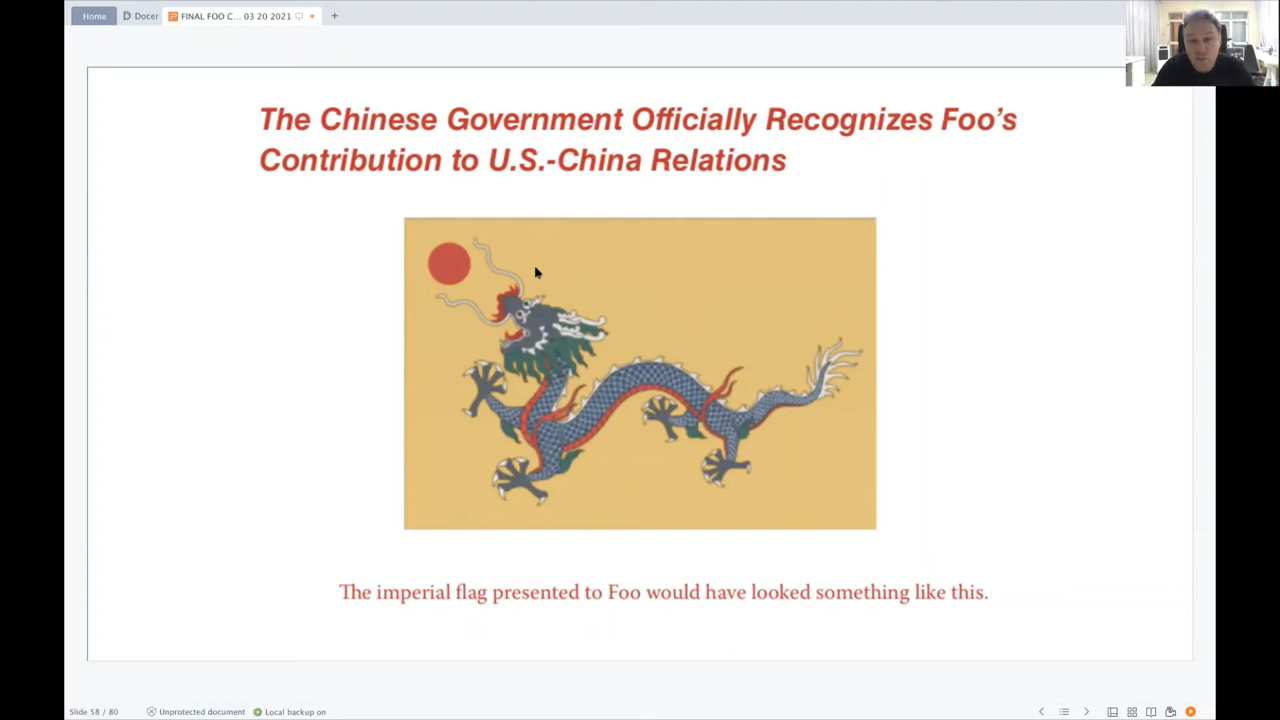 Home
Docer
FINAL FOO C... 03 20 2021
+
The Chinese Government Officially Recognizes Foo's
Contribution to U.S.-China Relations
The imperial flag presented to Foo would have looked something like this.
Slide 58 / 80
Unprotected document
Local backup on